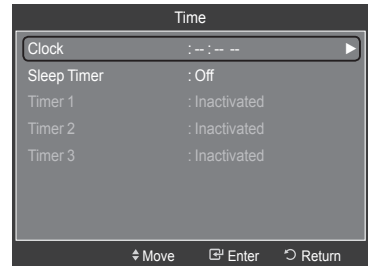 Time
Clock : -- : -- --
Sleep Timer : Off
Timer 1 : Inactivated
Timer 2 : Inactivated
Timer 3 : Inactivated
Move Enter Return